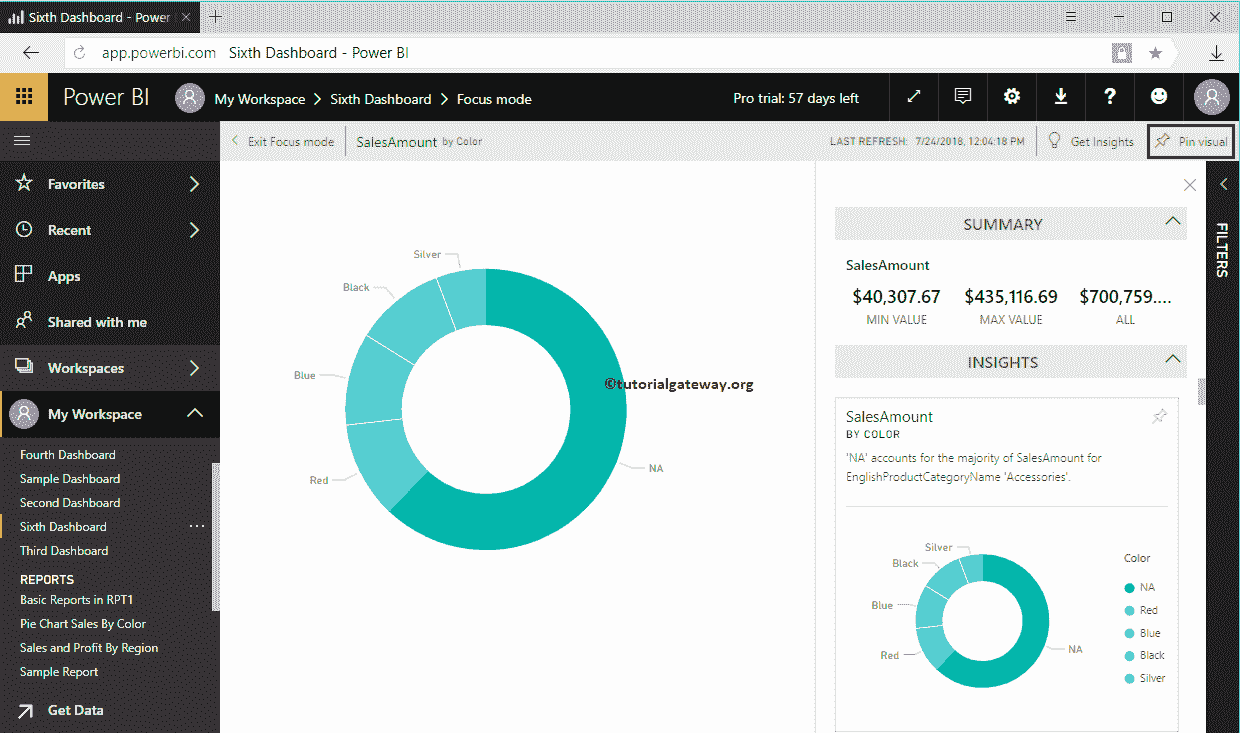 Sixth Dashboard - Power
app.powerbi.com Sixth Dashboard - Power BI
Power BI
My Workspace > Sixth Dashboard > Focus mode
Pro trial: 57 days left
?
Exit Focus mode
SalesAmount by Color
LAST REFRESH: 7/24/2018, 12:04:18 PM
Get Insights
Pin visual
Favorites
Recent
Apps
Shared with me
Workspaces
My Workspace
Fourth Dashboard
Sample Dashboard
Second Dashboard
Sixth Dashboard ...
Third Dashboard
REPORTS
Basic Reports in RPT1
Pie Chart Sales By Color
Sales and Profit By Region
Sample Report
Get Data
Silver
Black
Blue
Red
NA
©tutorialgateway.org
SUMMARY
SalesAmount
$40,307.67 $435,116.69 $700,759....
MIN VALUE MAX VALUE ALL
INSIGHTS
SalesAmount
BY COLOR
'NA' accounts for the majority of SalesAmount for
EnglishProductCategoryName 'Accessories'.
Silver
Black
Blue
Red
NA
Color
NA
Red
Blue
Black
Silver
FILTERS